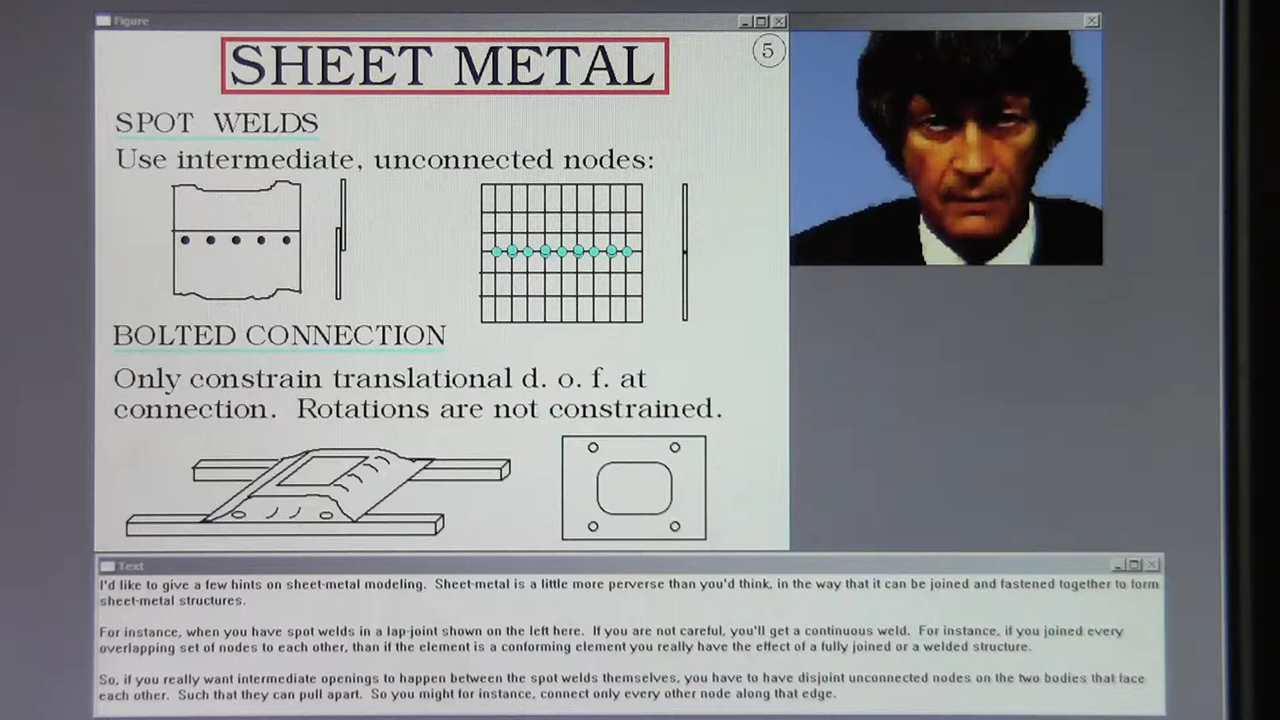 Figure
SHEET METAL
5
SPOT WELDS
Use intermediate, unconnected nodes:
BOLTED CONNECTION
Only constrain translational d. o. f. at
connection. Rotations are not constrained.
Text
I'd like to give a few hints on sheet-metal modeling. Sheet-metal is a little more perverse than you'd think, in the way that it can be joined and fastened together to form
sheet-metal structures.
For instance, when you have spot welds in a lap-joint shown on the left here. If you are not careful, you'll get a continuous weld. For instance, if you joined every
overlapping set of nodes to each other, than if the element is a conforming element you really have the effect of a fully joined or a welded structure.
So, if you really want intermediate openings to happen between the spot welds themselves, you have to have disjoint unconnected nodes on the two bodies that face
each other. Such that they can pull apart. So you might for instance, connect only every other node along that edge.